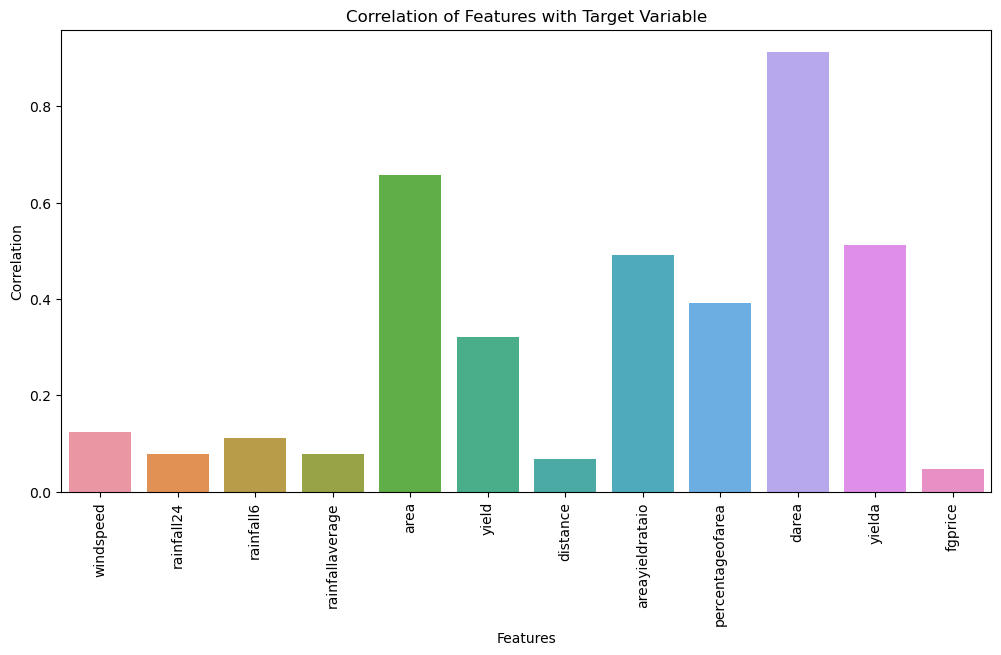 Correlation of Features with Target Variable
Correlation
0.8
0.6
0.4
0.2
0.0
windspeed
rainfall24
rainfall6
rainfallaverage
area
yield
distance
areayieldrataio
percentageofarea
darea
yielda
fgprice
Features